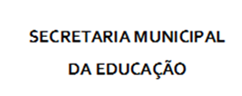 SECRETARIA MUNICIPAL
DA EDUCAÇÃO